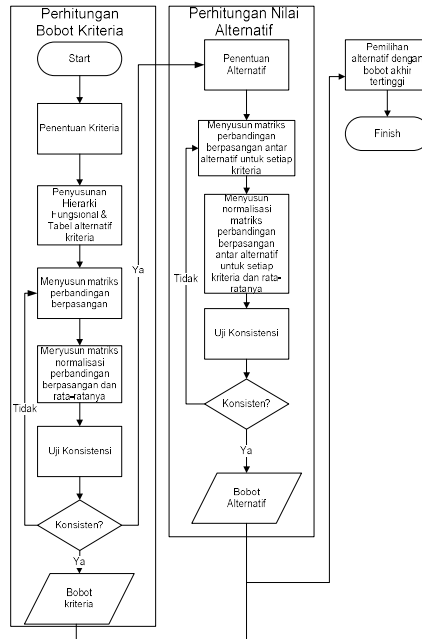 Perhitungan
Bobot Kriteria
Start
Penentuan Kriteria
Penyusunan
Hierarki
Fungsional &
Tabel alternatif
kriteria
Menyusun matriks
perbandingan
berpasangan
Menyusun matriks
normalisasi
perbandingan
berpasangan dan
rata-ratanya
Tidak
Uji Konsistensi
Konsisten?
Ya
Bobot
kriteria
Ya
Perhitungan Nilai
Alternatif
Penentuan
Alternatif
Menyusun matriks
perbandingan
berpasangan antar
alternatif untuk setiap
kriteria
Menyusun
normalisasi
matriks
perbandingan
berpasangan
antar alternatif
untuk setiap
kriteria dan rata-
ratanya
Tidak
Uji Konsistensi
Konsisten?
Ya
Bobot
Alternatif
Pemilihan
alternatif dengan
bobot akhir
tertinggi
Finish